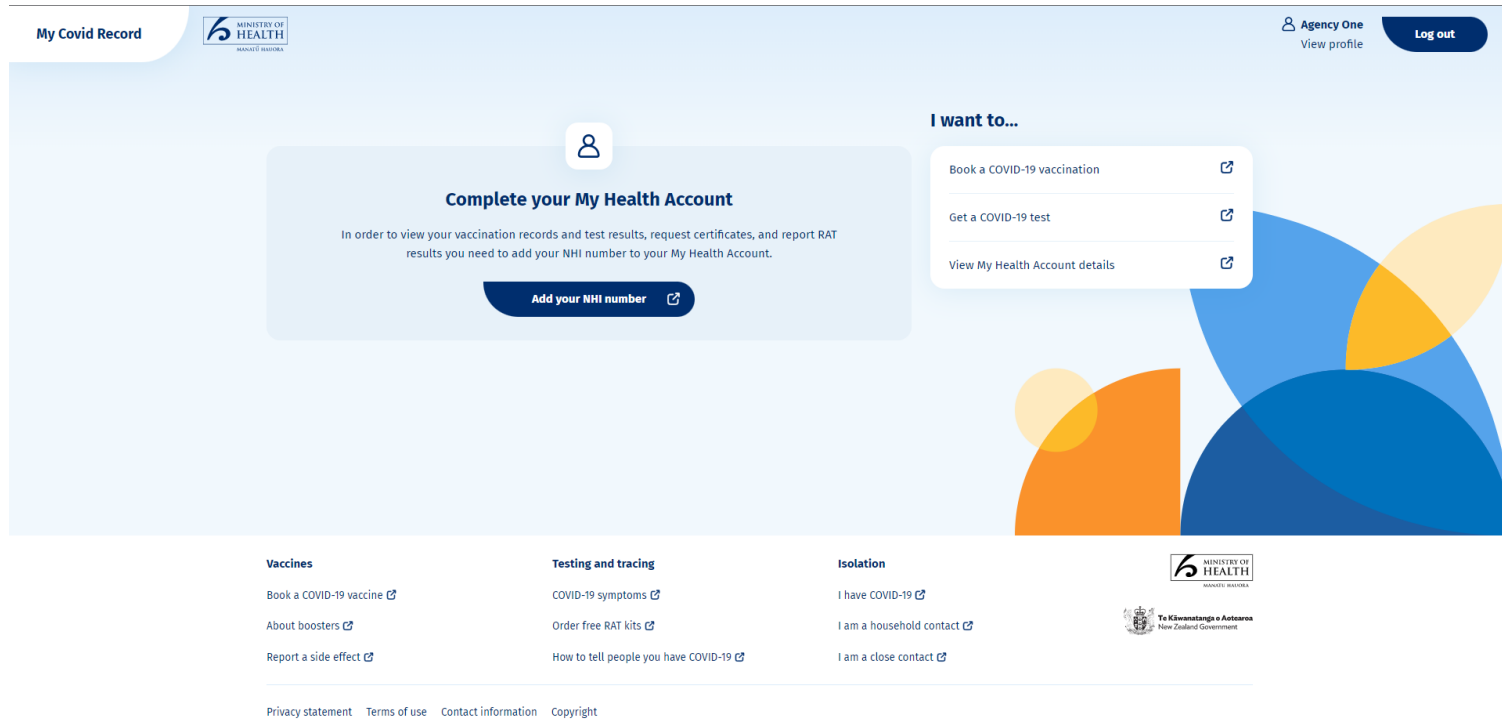 My Covid Record
MINISTRY OF
HEALTH
MANATŪ HAUORA
Agency One
View profile
Log out
Complete your My Health Account
In order to view your vaccination records and test results, request certificates, and report RAT
results you need to add your NHI number to your My Health Account.
Add your NHI number
I want to...
Book a COVID-19 vaccination
Get a COVID-19 test
View My Health Account details
Vaccines
Book a COVID-19 vaccine
About boosters
Report a side effect
Testing and tracing
COVID-19 symptoms
Order free RAT kits
How to tell people you have COVID-19
Isolation
I have COVID-19
I am a household contact
I am a close contact
MINISTRY OF
HEALTH
MANATŪ HAUORA
Te Kāwanatanga o Aotearoa
New Zealand Government
Privacy statement Terms of use Contact information Copyright